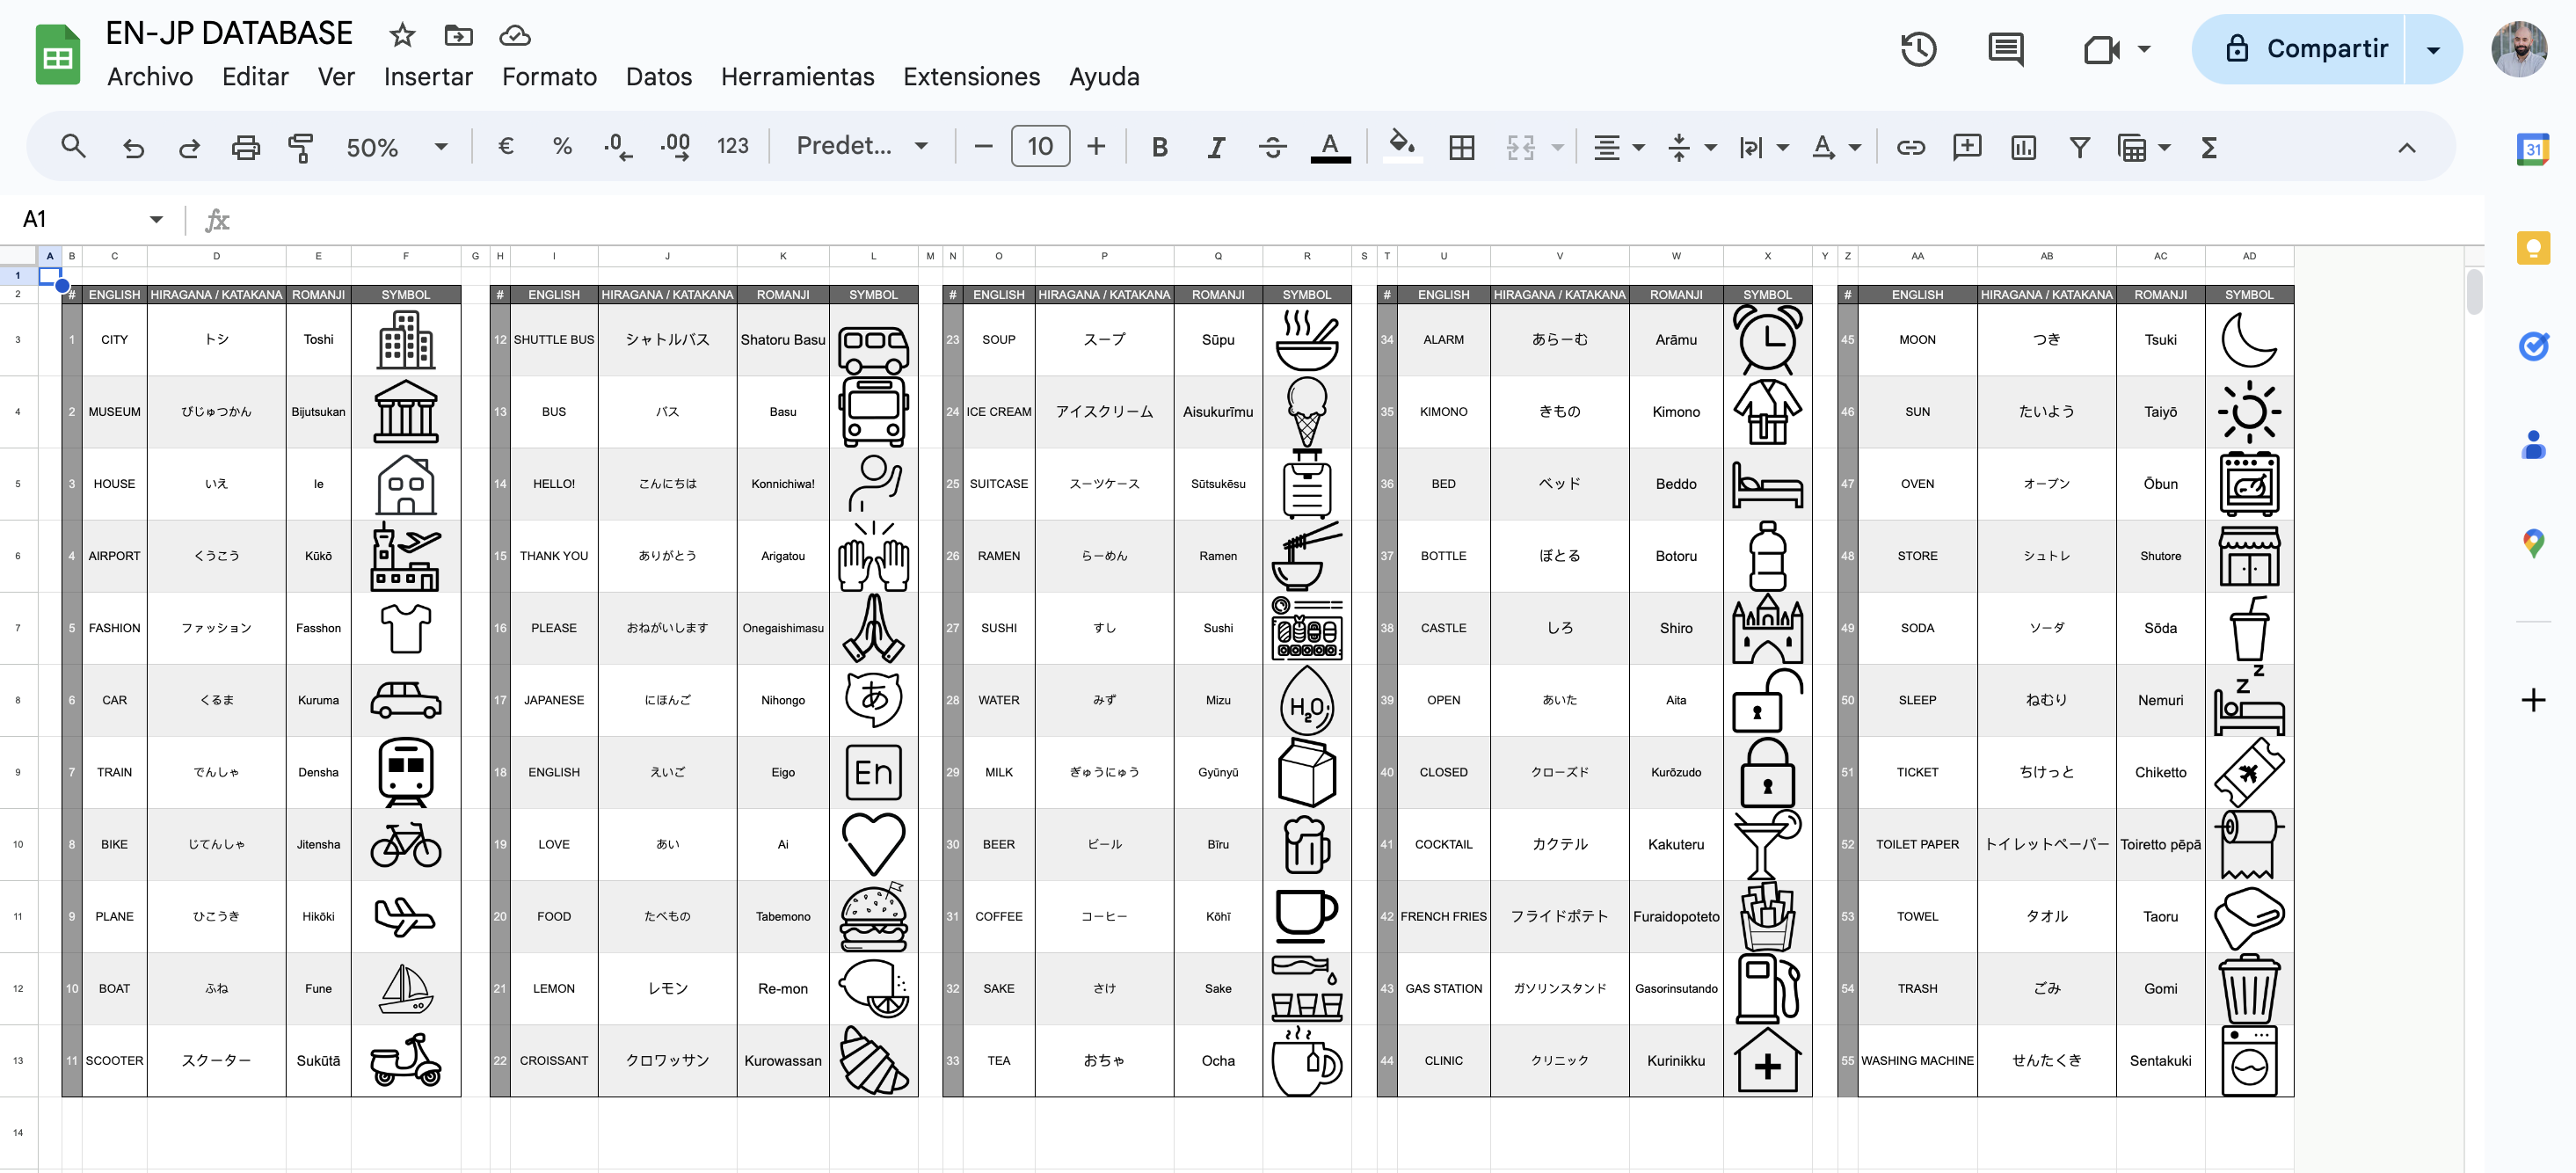 EN-JP DATABASE
Archivo Editar Ver Insertar Formato Datos Herramientas Extensiones Ayuda
Compartir
50% € % .0 .00 123 Predet... 10 B I A A
31
A1 fx
A B C D E F G H I J K L M N O P Q R S T U V W X Y Z AA AB AC AD
1
2 # ENGLISH HIRAGANA / KATAKANA ROMANJI SYMBOL # ENGLISH HIRAGANA / KATAKANA ROMANJI SYMBOL # ENGLISH HIRAGANA / KATAKANA ROMANJI SYMBOL # ENGLISH HIRAGANA / KATAKANA ROMANJI SYMBOL # ENGLISH HIRAGANA / KATAKANA ROMANJI SYMBOL
3 1 CITY トシ Toshi 12 SHUTTLE BUS シャトルバス Shatoru Basu 23 SOUP スープ Sūpu 34 ALARM あらーむ Arāmu 45 MOON つき Tsuki
4 2 MUSEUM びじゅつかん Bijutsukan 13 BUS バス Basu 24 ICE CREAM アイスクリーム Aisukurīmu 35 KIMONO きもの Kimono 46 SUN たいよう Taiyō
5 3 HOUSE いえ Ie 14 HELLO! こんにちは Konnichiwa! 25 SUITCASE スーツケース Sūtsukēsu 36 BED ベッド Beddo 47 OVEN オーブン Ōbun
6 4 AIRPORT くうこう Kūkō 15 THANK YOU ありがとう Arigatou 26 RAMEN らーめん Ramen 37 BOTTLE ぼとる Botoru 48 STORE シュトレ Shutore
7 5 FASHION ファッション Fasshon 16 PLEASE おねがいします Onegaishimasu 27 SUSHI すし Sushi 38 CASTLE しろ Shiro 49 SODA ソーダ Sōda
8 6 CAR くるま Kuruma 17 JAPANESE にほんご Nihongo あ 28 WATER みず Mizu H₂O 39 OPEN あいた Aita 50 SLEEP ねむり Nemuri Z Z
9 7 TRAIN でんしゃ Densha 18 ENGLISH えいご Eigo En 29 MILK ぎゅうにゅう Gyūnyū 40 CLOSED クローズド Kurōzudo 51 TICKET ちけっと Chiketto
10 8 BIKE じてんしゃ Jitensha 19 LOVE あい Ai 30 BEER ビール Bīru 41 COCKTAIL カクテル Kakuteru 52 TOILET PAPER トイレットペーパー Toiretto pēpā
11 9 PLANE ひこうき Hikōki 20 FOOD たべもの Tabemono 31 COFFEE コーヒー Kōhī 42 FRENCH FRIES フライドポテト Furaidopoteto 53 TOWEL タオル Taoru
12 10 BOAT ふね Fune 21 LEMON レモン Re-mon 32 SAKE さけ Sake 43 GAS STATION ガソリンスタンド Gasorinsutando 54 TRASH ごみ Gomi
13 11 SCOOTER スクーター Sukūtā 22 CROISSANT クロワッサン Kurowassan 33 TEA おちゃ Ocha 44 CLINIC クリニック Kurinikku 55 WASHING MACHINE せんたくき Sentakuki
14